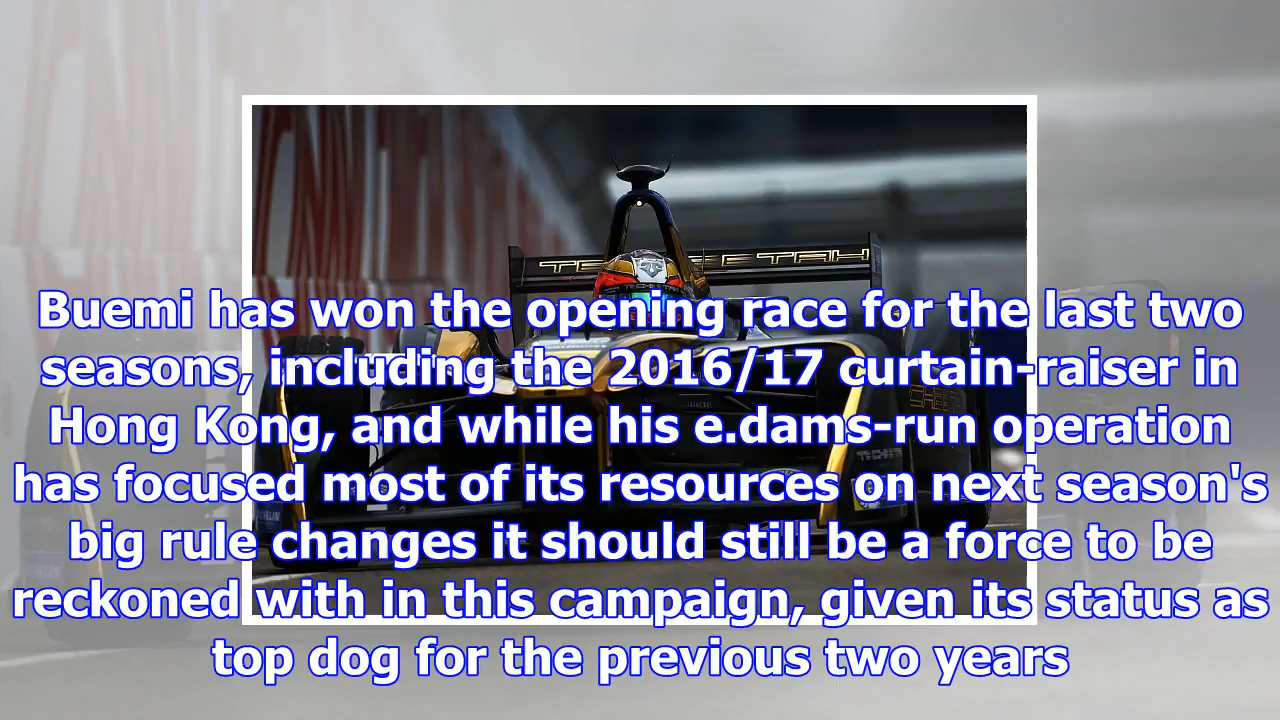 TECHEETAH
Buemi has won the opening race for the last two
seasons, including the 2016/17 curtain-raiser in
Hong Kong, and while his e.dams-run operation
has focused most of its resources on next season's
big rule changes it should still be a force to be
reckoned with in this campaign, given its status as
top dog for the previous two years